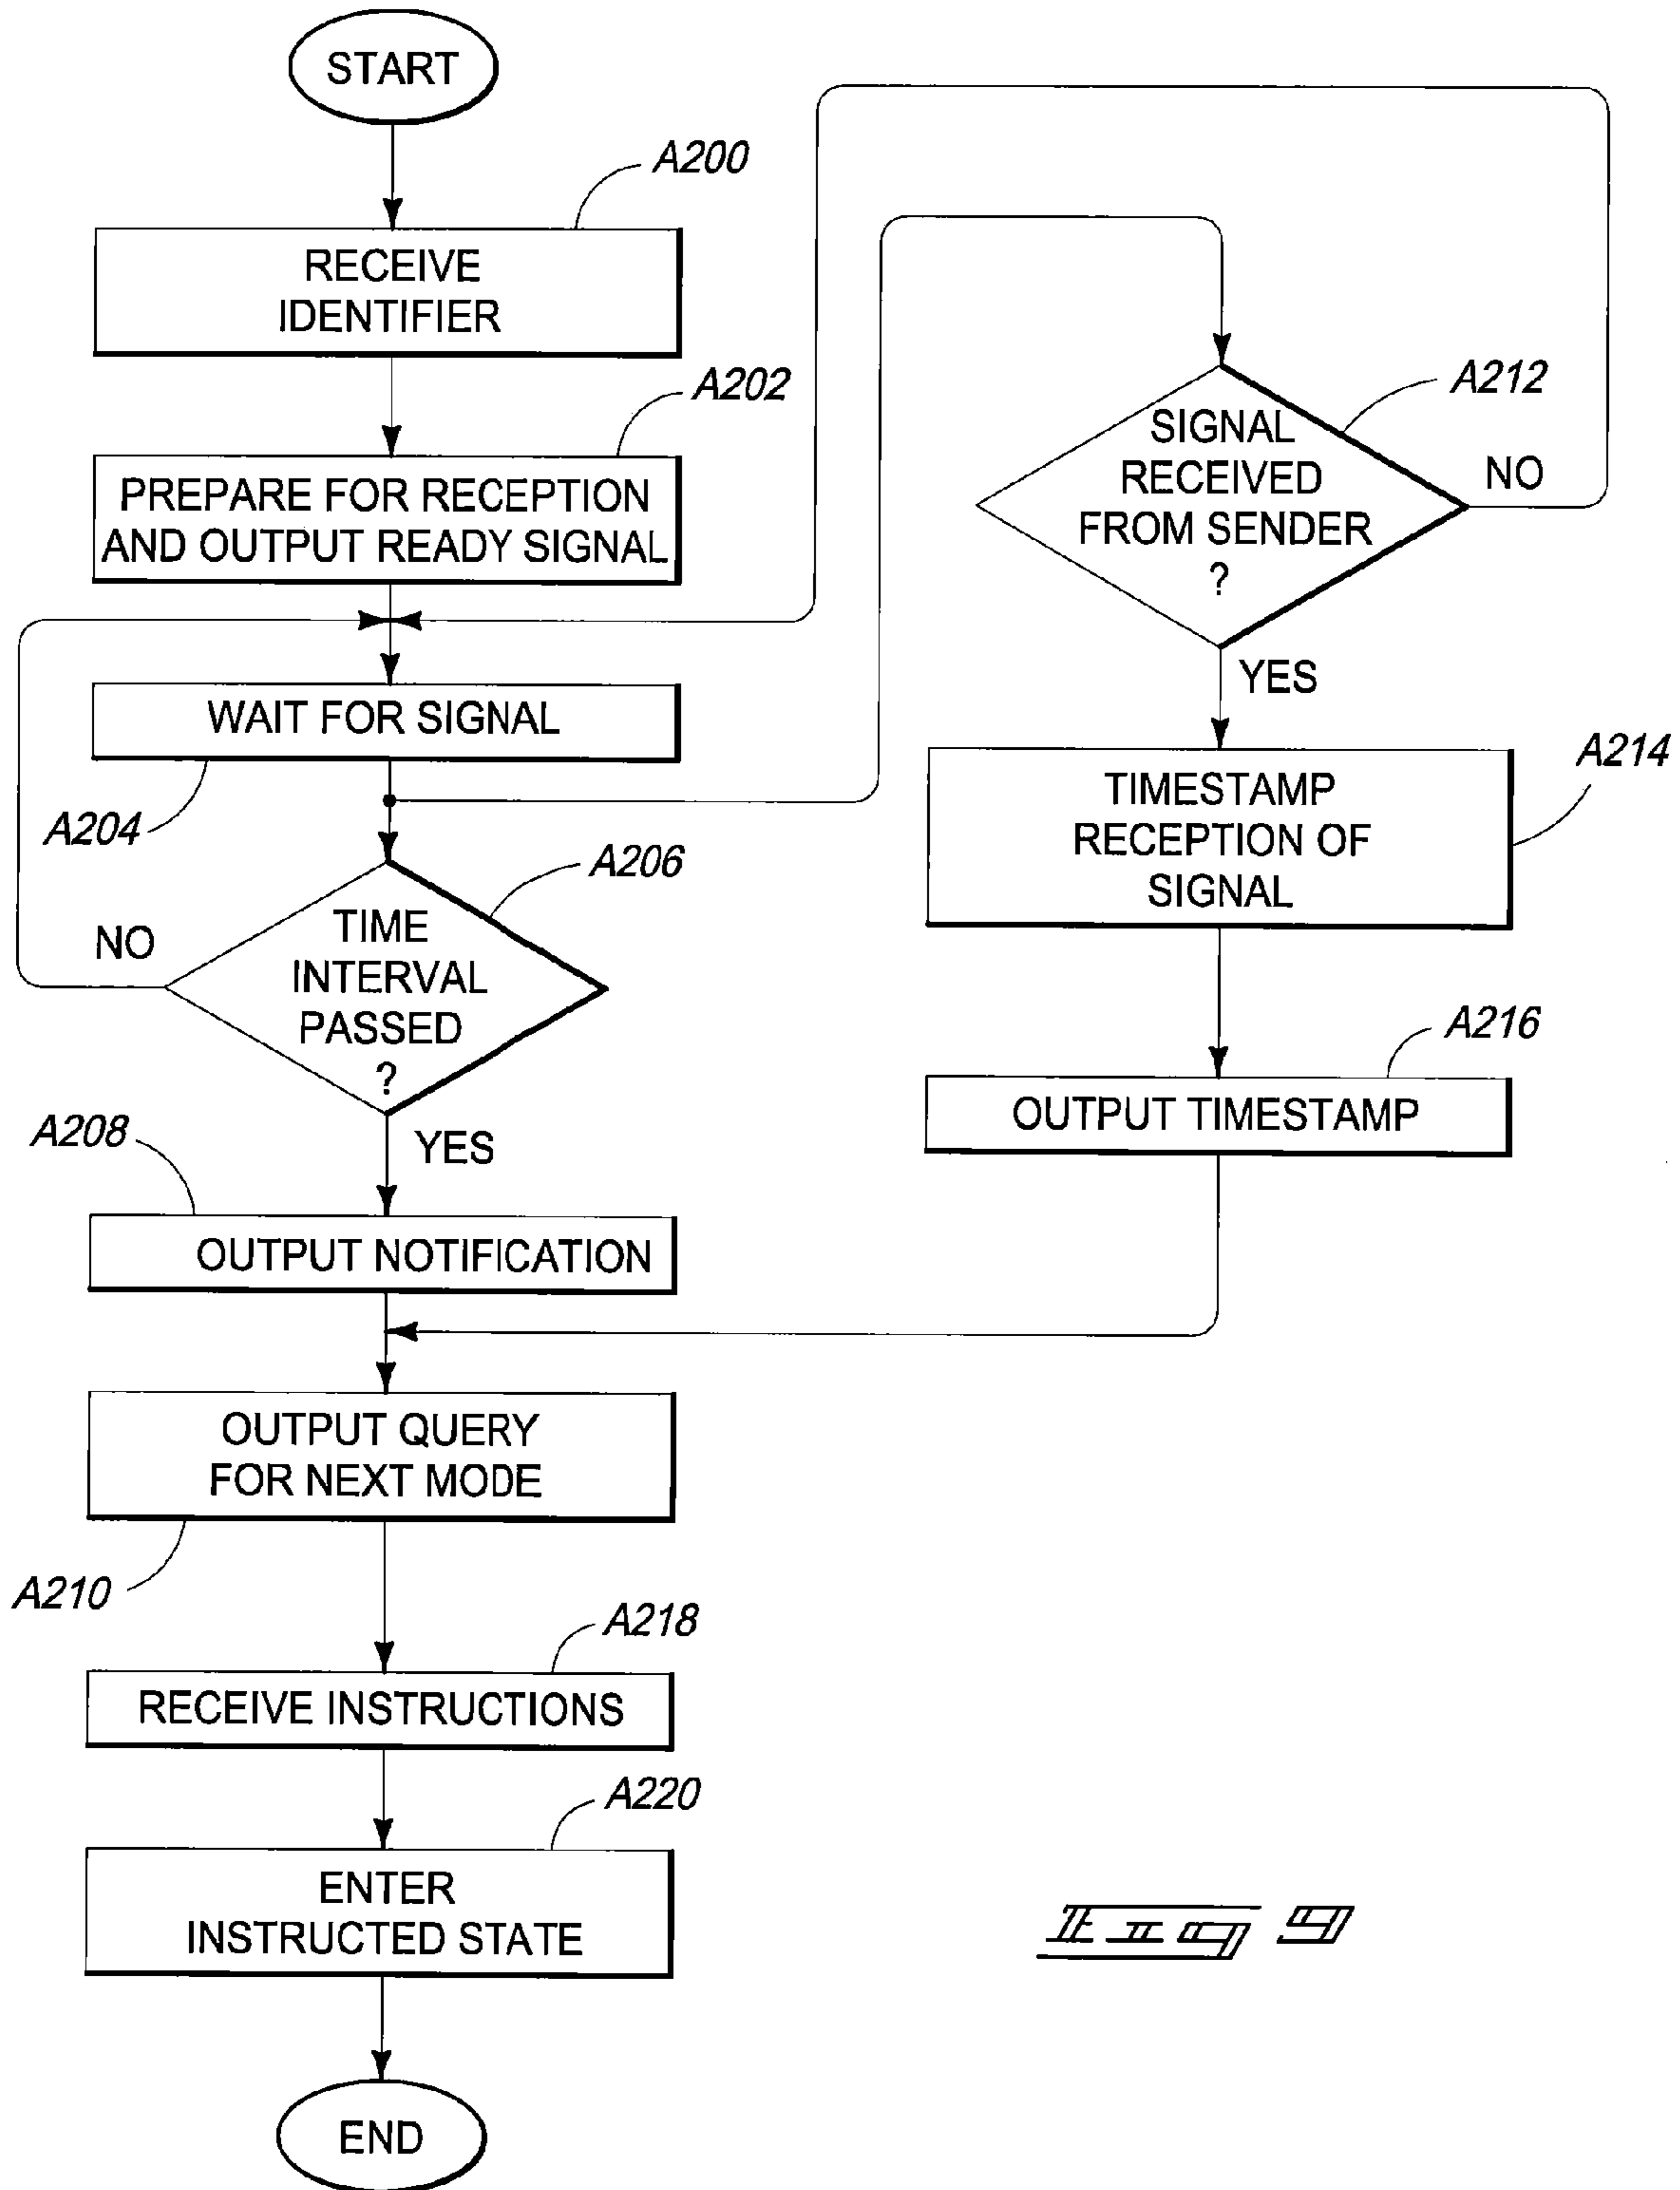 START
A200
RECEIVE
IDENTIFIER
A202
PREPARE FOR RECEPTION
AND OUTPUT READY SIGNAL
WAIT FOR SIGNAL
A204
A206
TIME
INTERVAL
PASSED
?
NO
YES
A208
OUTPUT NOTIFICATION
A212
SIGNAL
RECEIVED
FROM SENDER
?
NO
YES
A214
TIMESTAMP
RECEPTION OF
SIGNAL
A216
OUTPUT TIMESTAMP
OUTPUT QUERY
FOR NEXT MODE
A210
A218
RECEIVE INSTRUCTIONS
A220
ENTER
INSTRUCTED STATE
END
Fig 9